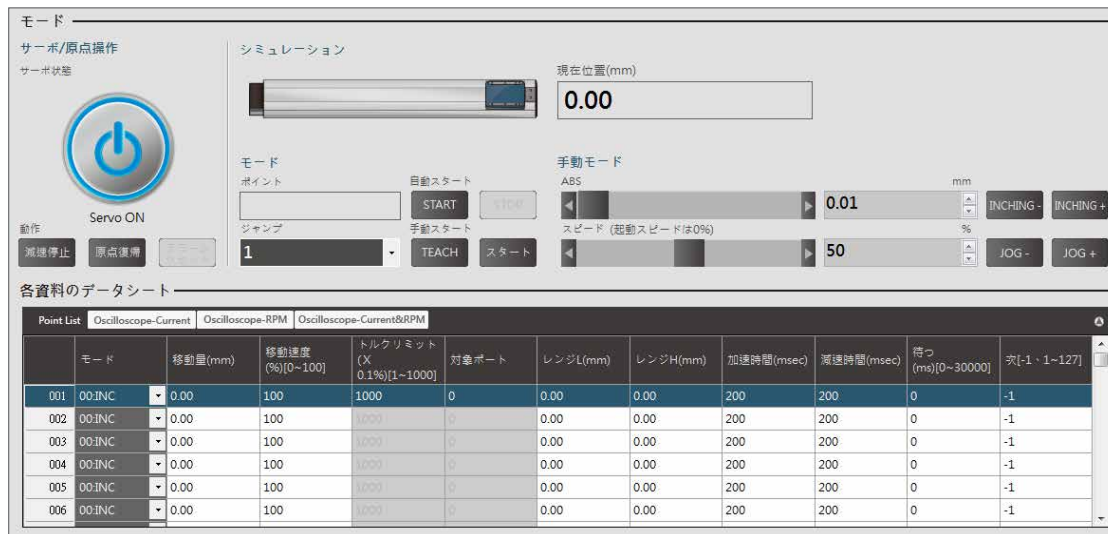 モード
サーボ/原点操作
サーボ状態
Servo ON
動作
減速停止 原点復帰
シミュレーション
現在位置(mm)
0.00
モード
ポイント
自動スタート
START STOP
ジャンプ
手動スタート
1
TEACH スタート
手動モード
ABS mm
0.01
INCHING - INCHING +
スピード (起動スピードは0%) %
50
JOG - JOG +
各資料のデータシート
Point List Oscilloscope-Current Oscilloscope-RPM Oscilloscope-Current&RPM
モード 移動量(mm) 移動速度(%)[0~100] トルクリミット(X 0.1%)[1~1000] 対象ポート レンジL(mm) レンジH(mm) 加速時間(msec) 減速時間(msec) 待つ(ms)[0~30000] 次[-1、1~127]
001 00:INC 0.00 100 1000 0 0.00 0.00 200 200 0 -1
002 00:INC 0.00 100 1000 0 0.00 0.00 200 200 0 -1
003 00:INC 0.00 100 1000 0 0.00 0.00 200 200 0 -1
004 00:INC 0.00 100 1000 0 0.00 0.00 200 200 0 -1
005 00:INC 0.00 100 1000 0 0.00 0.00 200 200 0 -1
006 00:INC 0.00 100 1000 0 0.00 0.00 200 200 0 -1